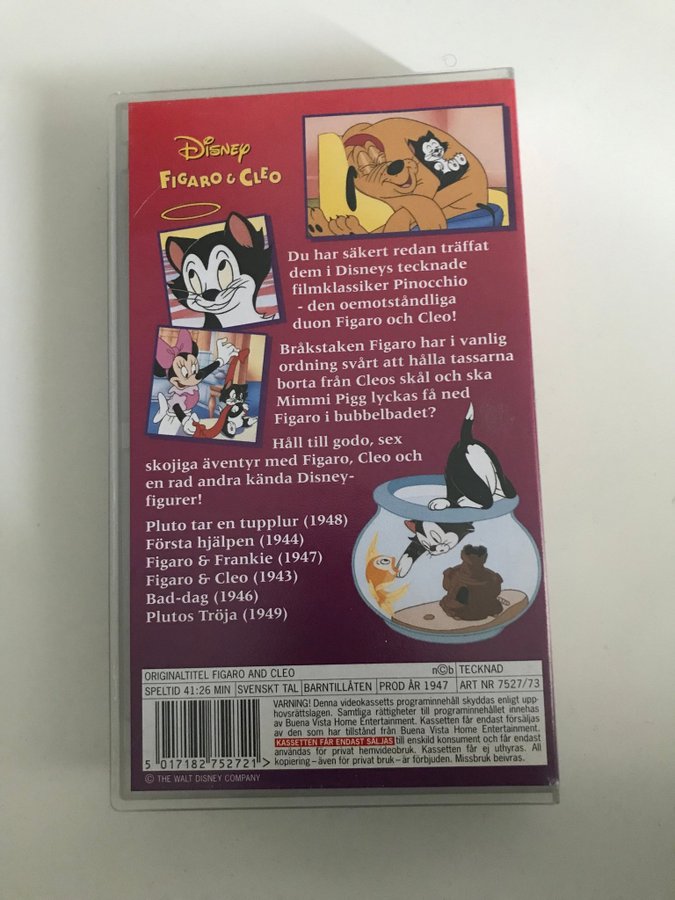 Disney
FIGARO & CLEO
Du har säkert redan träffat
dem i Disneys tecknade
filmklassiker Pinocchio
- den oemotståndliga
duon Figaro och Cleo!
Bråkstaken Figaro har i vanlig
ordning svårt att hålla tassarna
borta från Cleos skål och ska
Mimmi Pigg lyckas få ned
Figaro i bubbelbadet?
Håll till godo, sex
skojiga äventyr med Figaro, Cleo och
en rad andra kända Disney-
figurer!
Pluto tar en tupplur (1948)
Första hjälpen (1944)
Figaro & Frankie (1947)
Figaro & Cleo (1943)
Bad-dag (1946)
Plutos Tröja (1949)
ORIGINALTITEL FIGARO AND CLEO n©b TECKNAD
SPELTID 41:26 MIN SVENSKT TAL BARNTILLÅTEN PROD ÅR 1947 ART NR 7527/73
VARNING! Denna videokassetts programinnehåll skyddas enligt upp-
hovsrättslagen. Samtliga rättigheter till programinnehållet innehas
av Buena Vista Home Entertainment. Kassetten får endast försäljas
av den som har tillstånd från Buena Vista Home Entertainment.
KASSETTEN FÅR ENDAST SÄLJAS till enskild konsument och får endast
användas för privat hemvideobruk. Kassetten får ej uthyras. All
kopiering – även för privat bruk – är förbjuden. Missbruk beivras.
5 017182 752721 >
© THE WALT DISNEY COMPANY